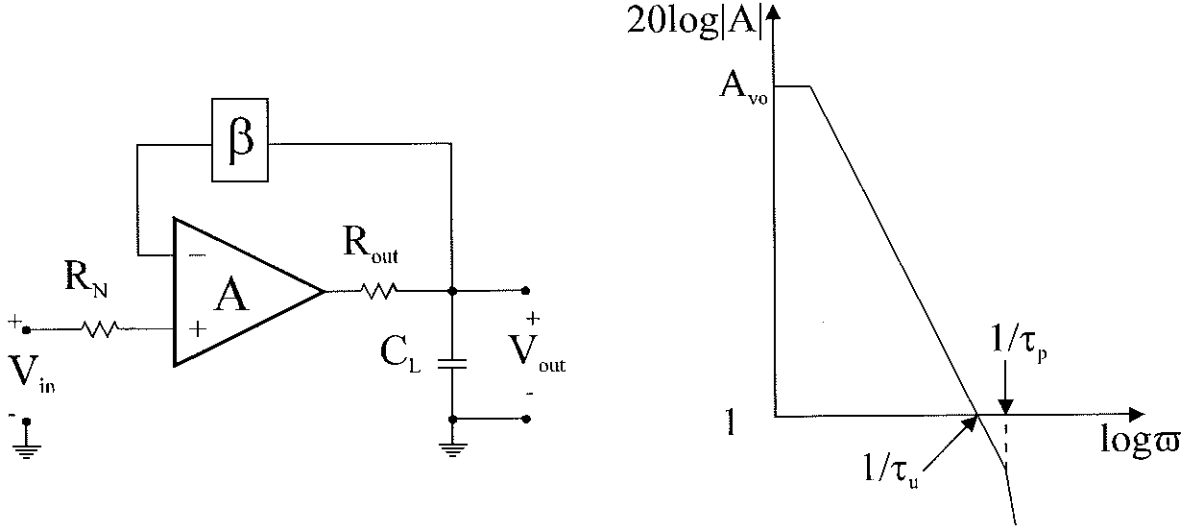 β
A
−
+
R_N
R_out
+
V_in
-
C_L
+
V_out
-
20log|A|
A_vo
1
1/τ_p
1/τ_u
logϖ